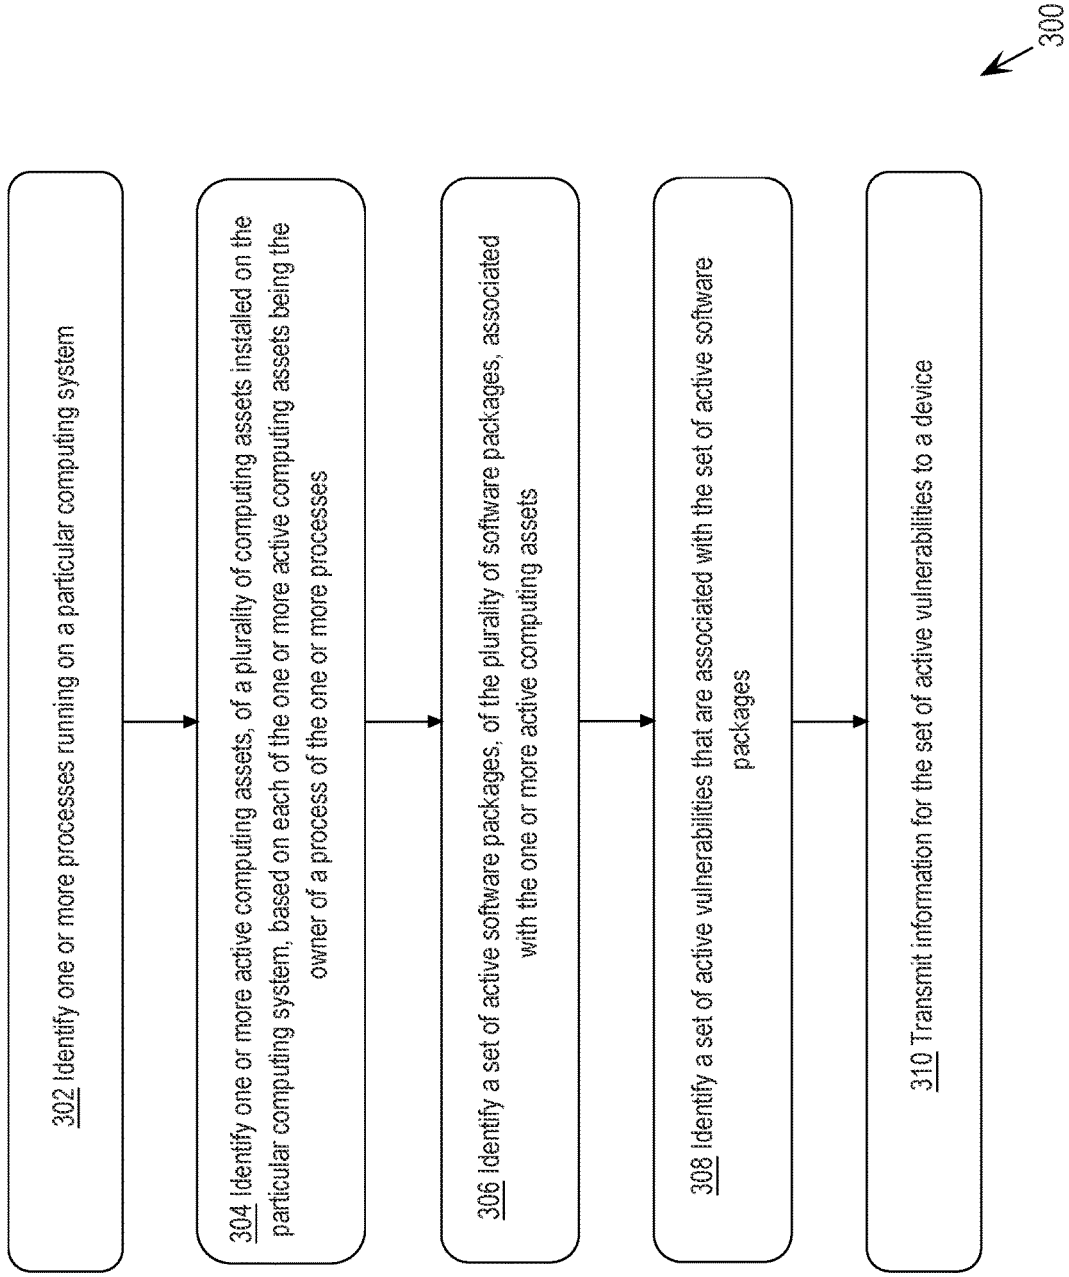 302 Identify one or more processes running on a particular computing system
304 Identify one or more active computing assets, of a plurality of computing assets installed on the
particular computing system, based on each of the one or more active computing assets being the
owner of a process of the one or more processes
306 Identify a set of active software packages, of the plurality of software packages, associated
with the one or more active computing assets
308 Identify a set of active vulnerabilities that are associated with the set of active software
packages
310 Transmit information for the set of active vulnerabilities to a device
300